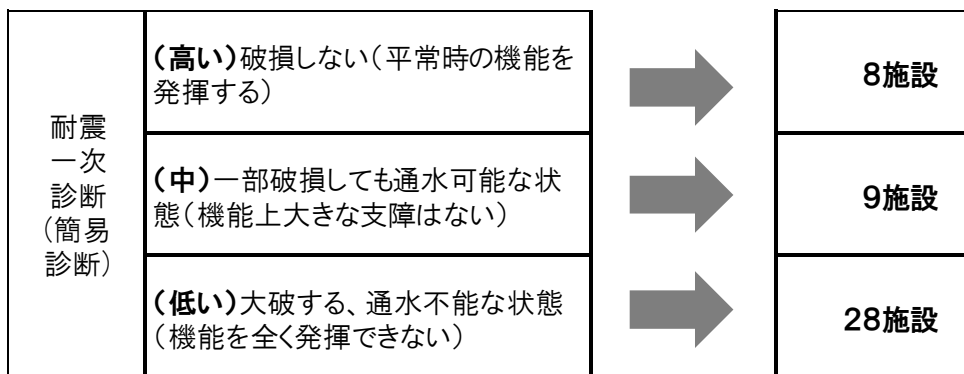 耐震
一次
診断
(簡易
診断)
(高い)破損しない(平常時の機能を
発揮する)
8施設
(中)一部破損しても通水可能な状
態(機能上大きな支障はない)
9施設
(低い)大破する、通水不能な状態
(機能を全く発揮できない)
28施設